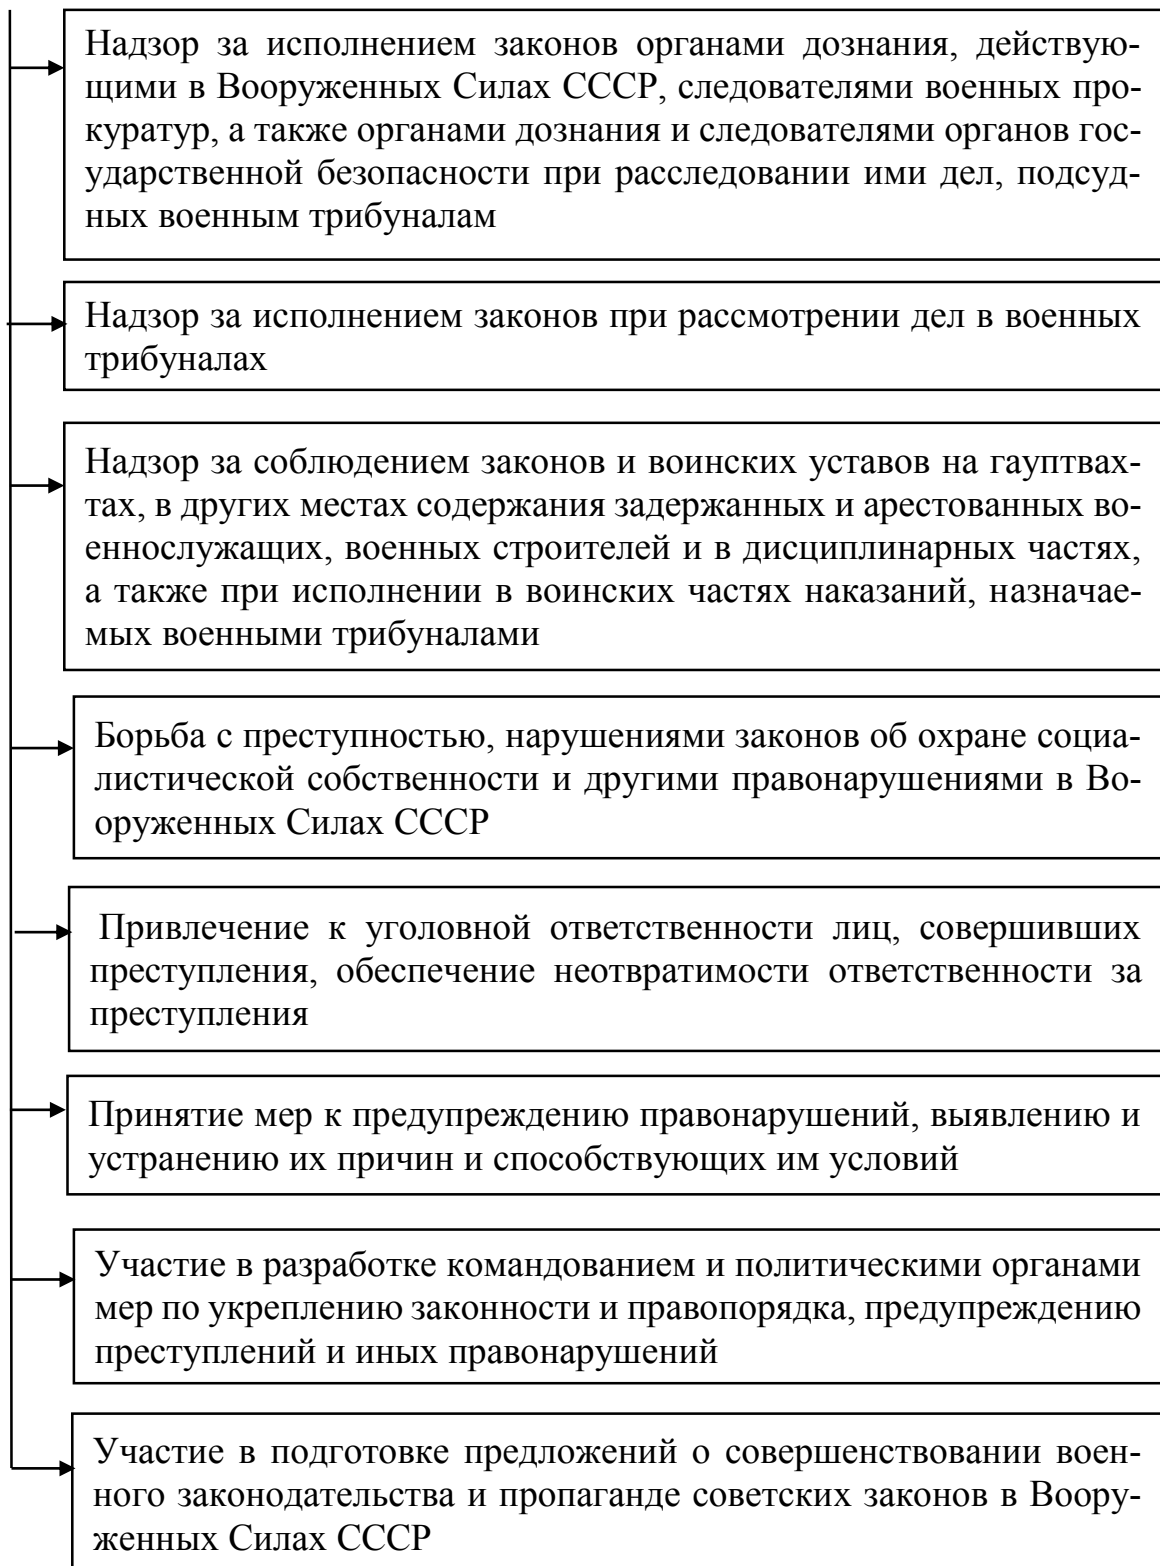 Надзор за исполнением законов органами дознания, действую-
щими в Вооруженных Силах СССР, следователями военных про-
куратур, а также органами дознания и следователями органов гос-
ударственной безопасности при расследовании ими дел, подсуд-
ных военным трибуналам
Надзор за исполнением законов при рассмотрении дел в военных
трибуналах
Надзор за соблюдением законов и воинских уставов на гауптвах-
тах, в других местах содержания задержанных и арестованных во-
еннослужащих, военных строителей и в дисциплинарных частях,
а также при исполнении в воинских частях наказаний, назначае-
мых военными трибуналами
Борьба с преступностью, нарушениями законов об охране социа-
листической собственности и другими правонарушениями в Во-
оруженных Силах СССР
Привлечение к уголовной ответственности лиц, совершивших
преступления, обеспечение неотвратимости ответственности за
преступления
Принятие мер к предупреждению правонарушений, выявлению и
устранению их причин и способствующих им условий
Участие в разработке командованием и политическими органами
мер по укреплению законности и правопорядка, предупреждению
преступлений и иных правонарушений
Участие в подготовке предложений о совершенствовании воен-
ного законодательства и пропаганде советских законов в Воору-
женных Силах СССР